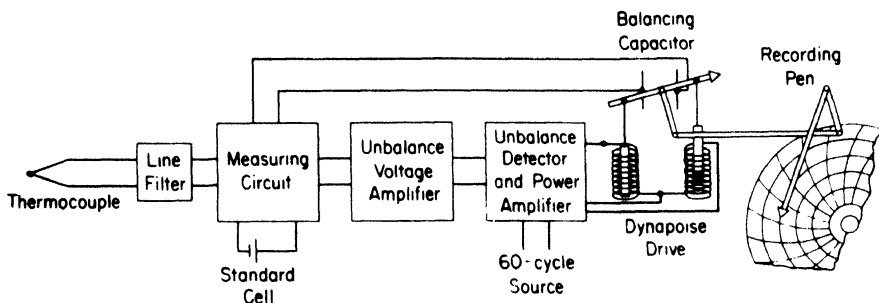 Balancing
Capacitor
Recording
Pen
Thermocouple
Line
Filter
Measuring
Circuit
Unbalance
Voltage
Amplifier
Unbalance
Detector
and Power
Amplifier
Dynapoise
Drive
Standard
Cell
60-cycle
Source